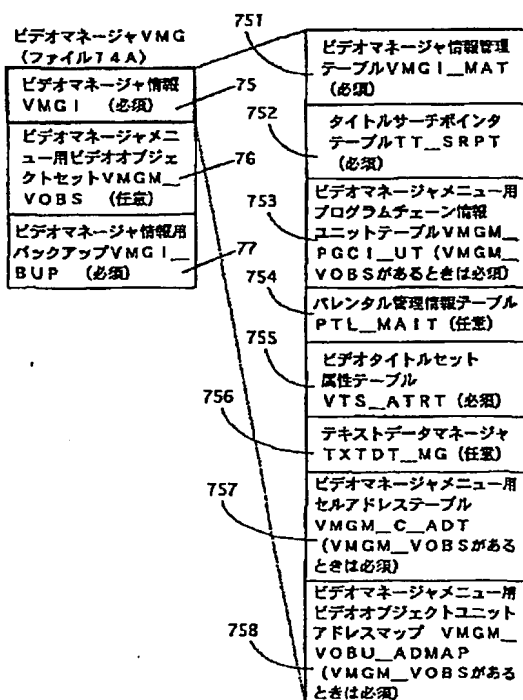 ビデオマネージャVMG
(ファイル74A)
ビデオマネージャ情報
VMGI (必須)
75
ビデオマネージャメニ
ュー用ビデオオブジェ
クトセットVMGM__
VOBS (任意)
76
ビデオマネージャ情報用
バックアップVMGI__
BUP (必須)
77
751
ビデオマネージャ情報管理
テーブルVMGI__MAT
(必須)
752
タイトルサーチポインタ
テーブルTT__SRPT
(必須)
753
ビデオマネージャメニュー用
プログラムチェーン情報
ユニットテーブルVMGM__
PGCI__UT (VMGM__
VOBSがあるときは必須)
754
パレンタル管理情報テーブル
PTL__MAIT (任意)
755
ビデオタイトルセット
属性テーブル
VTS__ATRT (必須)
756
テキストデータマネージャ
TXTDT__MG (任意)
757
ビデオマネージャメニュー用
セルアドレステーブル
VMGM__C__ADT
(VMGM__VOBSがある
ときは必須)
758
ビデオマネージャメニュー用
ビデオオブジェクトユニット
アドレスマップ VMGM__
VOBU__ADMAP
(VMGM__VOBSがある
ときは必須)